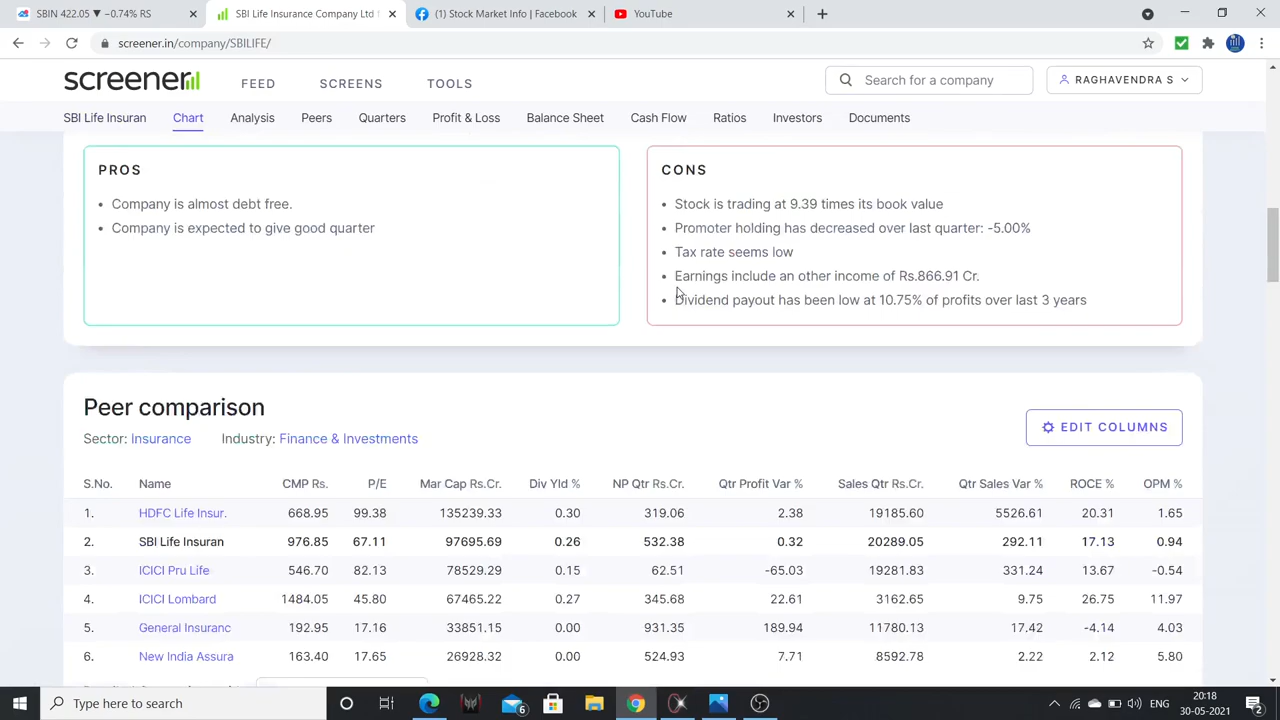 SBIN 422.05 ▼ −0.74% RS
SBI Life Insurance Company Ltd
(1) Stock Market Info | Facebook
YouTube
screener.in/company/SBILIFE/
screener
FEED
SCREENS
TOOLS
Search for a company
RAGHAVENDRA S
SBI Life Insuran
Chart
Analysis
Peers
Quarters
Profit & Loss
Balance Sheet
Cash Flow
Ratios
Investors
Documents
PROS
• Company is almost debt free.
• Company is expected to give good quarter
CONS
• Stock is trading at 9.39 times its book value
• Promoter holding has decreased over last quarter: -5.00%
• Tax rate seems low
• Earnings include an other income of Rs.866.91 Cr.
• Dividend payout has been low at 10.75% of profits over last 3 years
Peer comparison
Sector: Insurance Industry: Finance & Investments
EDIT COLUMNS
S.No. Name CMP Rs. P/E Mar Cap Rs.Cr. Div Yld % NP Qtr Rs.Cr. Qtr Profit Var % Sales Qtr Rs.Cr. Qtr Sales Var % ROCE % OPM %
1. HDFC Life Insur. 668.95 99.38 135239.33 0.30 319.06 2.38 19185.60 5526.61 20.31 1.65
2. SBI Life Insuran 976.85 67.11 97695.69 0.26 532.38 0.32 20289.05 292.11 17.13 0.94
3. ICICI Pru Life 546.70 82.13 78529.29 0.15 62.51 -65.03 19281.83 331.24 13.67 -0.54
4. ICICI Lombard 1484.05 45.80 67465.22 0.27 345.68 22.61 3162.65 9.75 26.75 11.97
5. General Insuranc 192.95 17.16 33851.15 0.00 931.35 189.94 11780.13 17.42 -4.14 4.03
6. New India Assura 163.40 17.65 26928.32 0.00 524.93 7.71 8592.78 2.22 2.12 5.80
Type here to search
6
20:18
30-05-2021
2